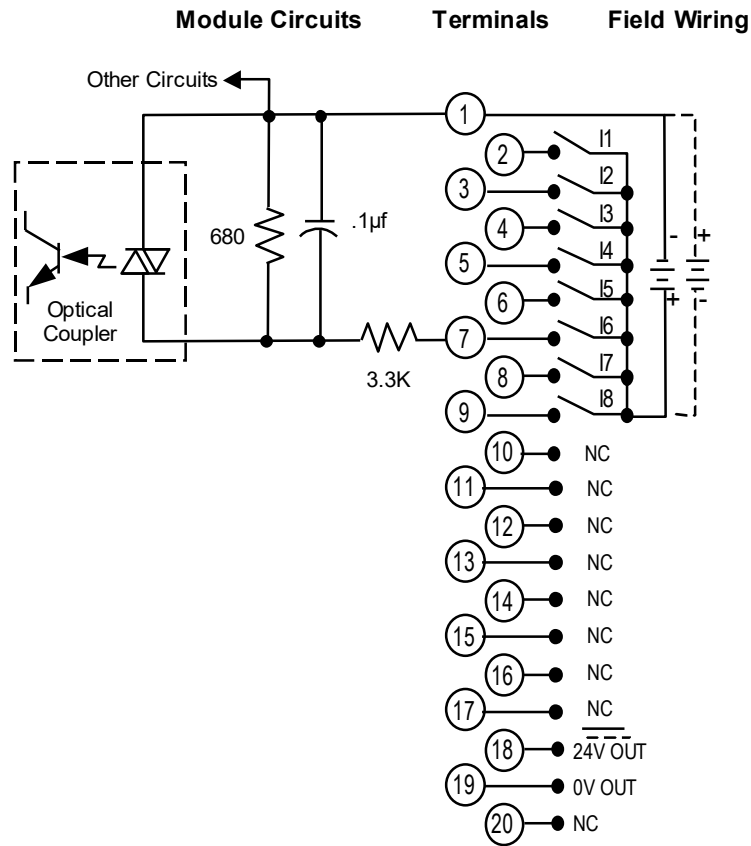 Module Circuits Terminals Field Wiring
Other Circuits
1
2 I1
3 I2
4 I3
5 I4
6 I5
7 I6
8 I7
9 I8
- +
+ -
680 .1µf
Optical
Coupler
3.3K
10 NC
11 NC
12 NC
13 NC
14 NC
15 NC
16 NC
17 NC
18 24V OUT
19 0V OUT
20 NC